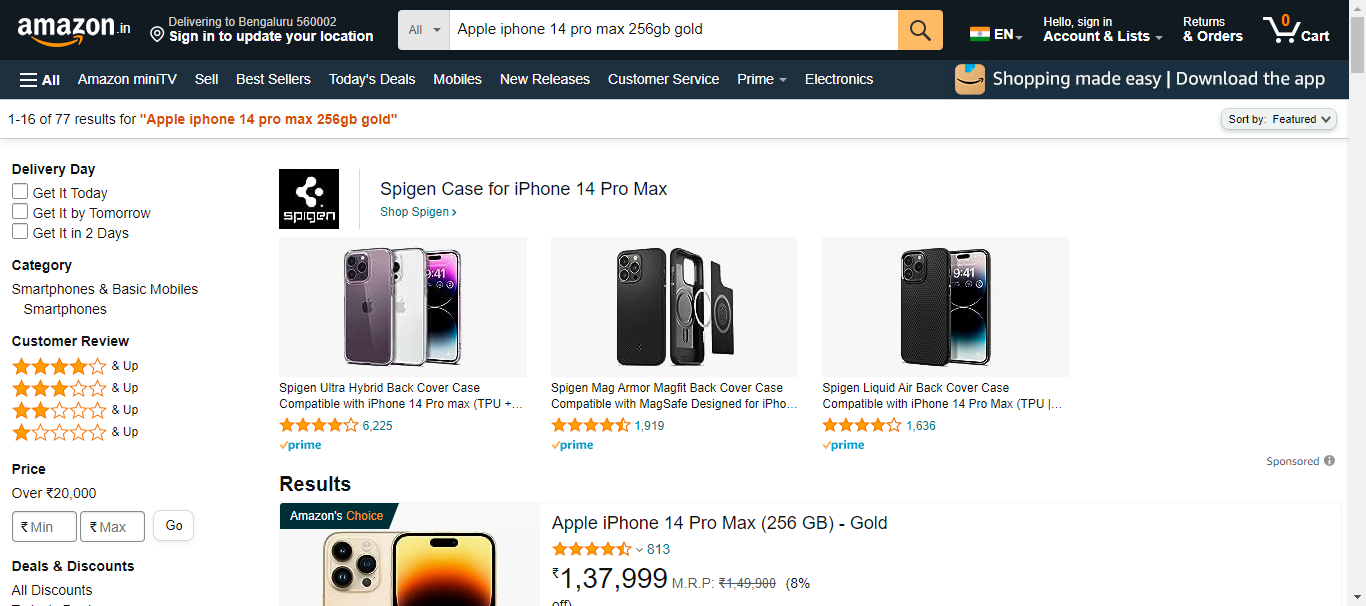 amazon.in
Delivering to Bengaluru 560002
Sign in to update your location
All
Apple iphone 14 pro max 256gb gold
EN
Hello, sign in
Account & Lists
Returns
& Orders
0
Cart
All
Amazon miniTV
Sell
Best Sellers
Today's Deals
Mobiles
New Releases
Customer Service
Prime
Electronics
Shopping made easy | Download the app
1-16 of 77 results for "Apple iphone 14 pro max 256gb gold"
Sort by: Featured
Delivery Day
Get It Today
Get It by Tomorrow
Get It in 2 Days
Category
Smartphones & Basic Mobiles
Smartphones
Customer Review
& Up
& Up
& Up
& Up
Price
Over ₹20,000
₹ Min
₹ Max
Go
Deals & Discounts
All Discounts
spigen
Spigen Case for iPhone 14 Pro Max
Shop Spigen ›
9:41
9:41
Spigen Ultra Hybrid Back Cover Case
Compatible with iPhone 14 Pro max (TPU +...
6,225
prime
Spigen Mag Armor Magfit Back Cover Case
Compatible with MagSafe Designed for iPho...
1,919
prime
Spigen Liquid Air Back Cover Case
Compatible with iPhone 14 Pro Max (TPU |...
1,636
prime
Sponsored
Results
Amazon's Choice
Apple iPhone 14 Pro Max (256 GB) - Gold
813
₹1,37,999 M.R.P: ₹1,49,900 (8%
off)